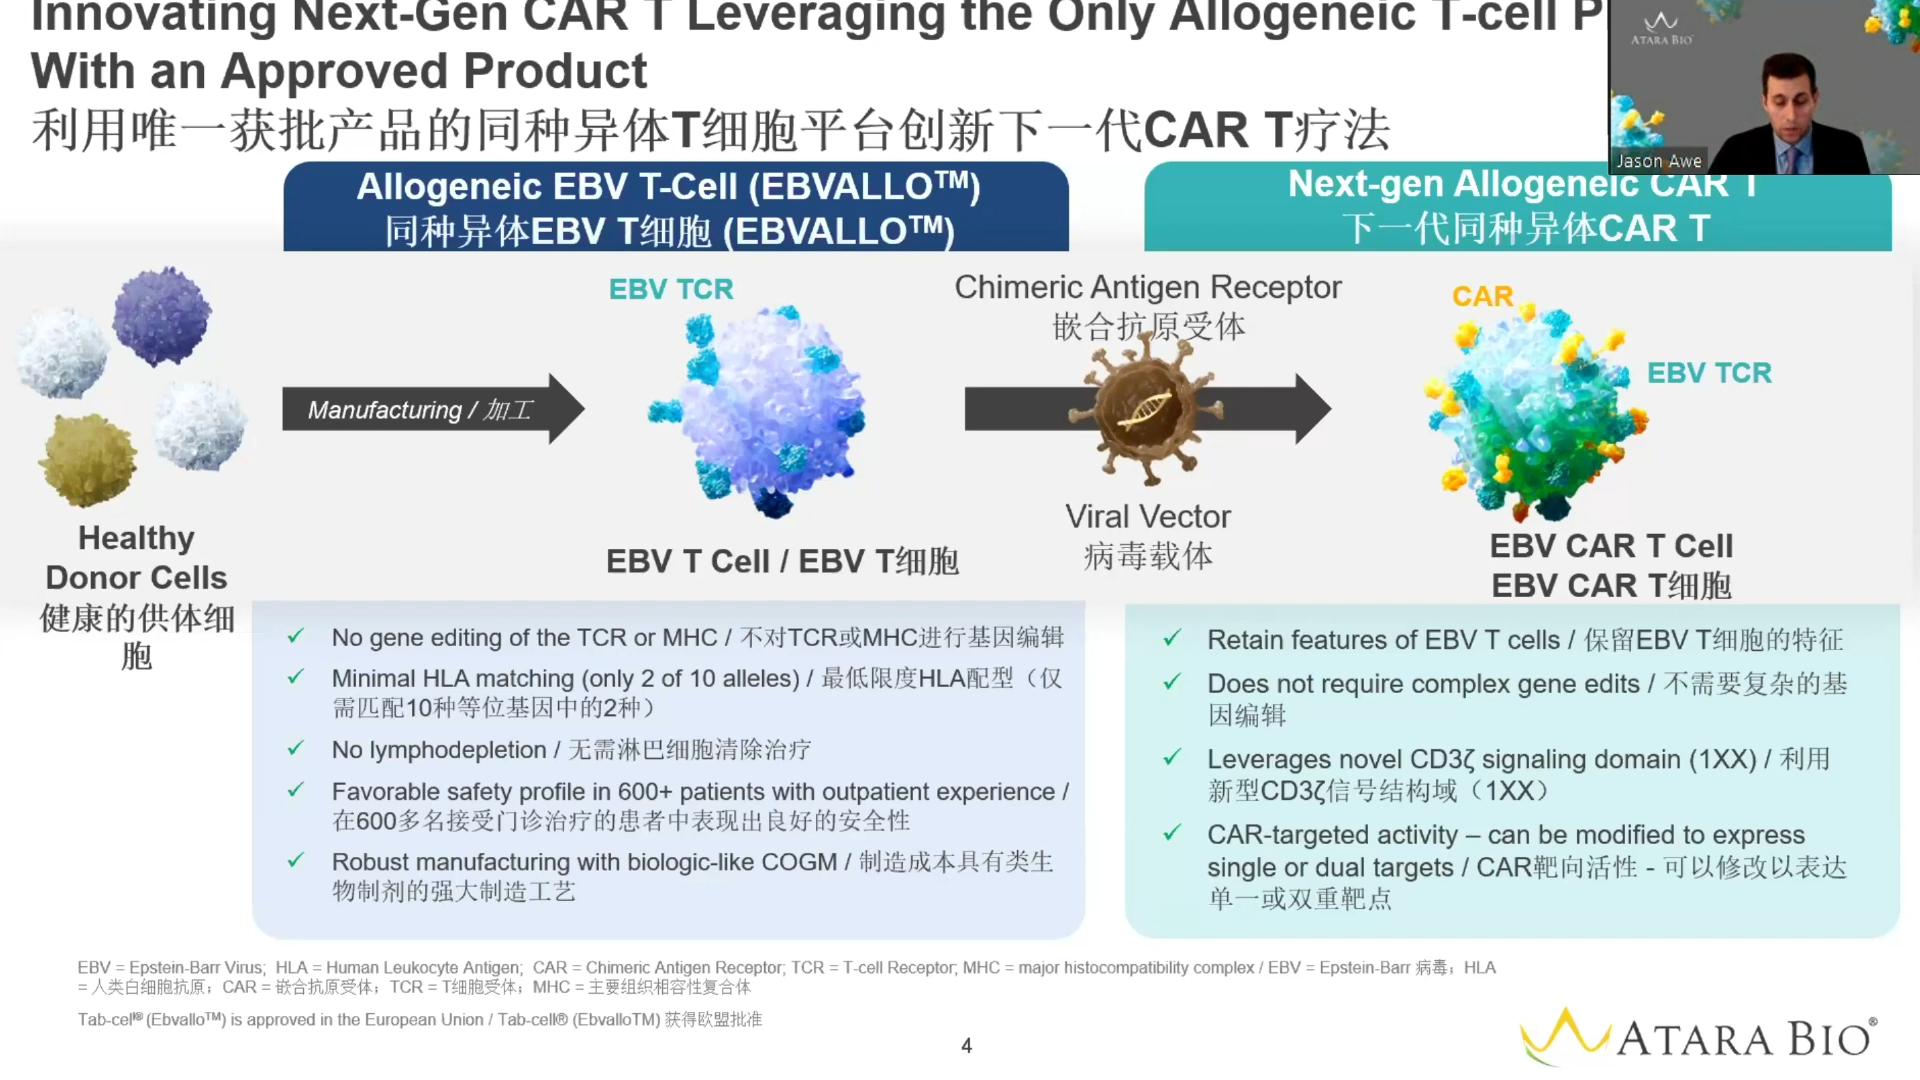 Innovating Next-Gen CAR T Leveraging the Only Allogeneic T-cell P
With an Approved Product
利用唯一获批产品的同种异体T细胞平台创新下一代CAR T疗法
ATARA BIO
Jason Awe
Allogeneic EBV T-Cell (EBVALLO™)
同种异体EBV T细胞 (EBVALLO™)
Next-gen Allogeneic CAR T
下一代同种异体CAR T
EBV TCR
Chimeric Antigen Receptor
嵌合抗原受体
CAR
EBV TCR
Manufacturing / 加工
Viral Vector
病毒载体
Healthy
Donor Cells
健康的供体细
胞
EBV T Cell / EBV T细胞
EBV CAR T Cell
EBV CAR T细胞
✓ No gene editing of the TCR or MHC / 不对TCR或MHC进行基因编辑
✓ Minimal HLA matching (only 2 of 10 alleles) / 最低限度HLA配型（仅
需匹配10种等位基因中的2种）
✓ No lymphodepletion / 无需淋巴细胞清除治疗
✓ Favorable safety profile in 600+ patients with outpatient experience /
在600多名接受门诊治疗的患者中表现出良好的安全性
✓ Robust manufacturing with biologic-like COGM / 制造成本具有类生
物制剂的强大制造工艺
✓ Retain features of EBV T cells / 保留EBV T细胞的特征
✓ Does not require complex gene edits / 不需要复杂的基
因编辑
✓ Leverages novel CD3ζ signaling domain (1XX) / 利用
新型CD3ζ信号结构域（1XX）
✓ CAR-targeted activity – can be modified to express
single or dual targets / CAR靶向活性 - 可以修改以表达
单一或双重靶点
EBV = Epstein-Barr Virus; HLA = Human Leukocyte Antigen; CAR = Chimeric Antigen Receptor; TCR = T-cell Receptor; MHC = major histocompatibility complex / EBV = Epstein-Barr 病毒；HLA
= 人类白细胞抗原；CAR = 嵌合抗原受体；TCR = T细胞受体；MHC = 主要组织相容性复合体
Tab-cel® (Ebvallo™) is approved in the European Union / Tab-cell® (EbvalloTM) 获得欧盟批准
4
ATARA BIO®